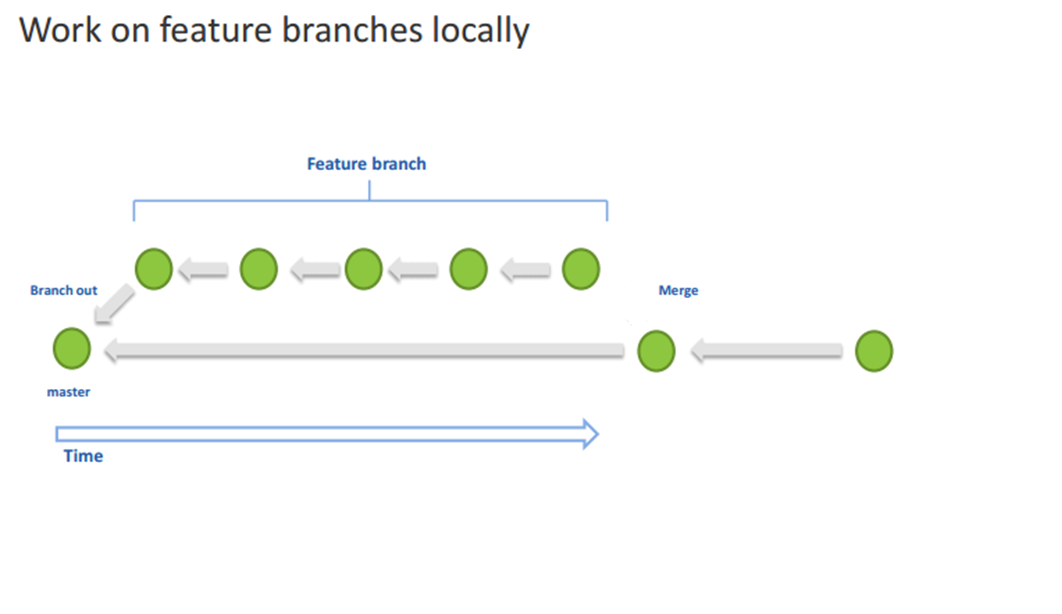 Work on feature branches locally
Feature branch
Branch out
Merge
master
Time